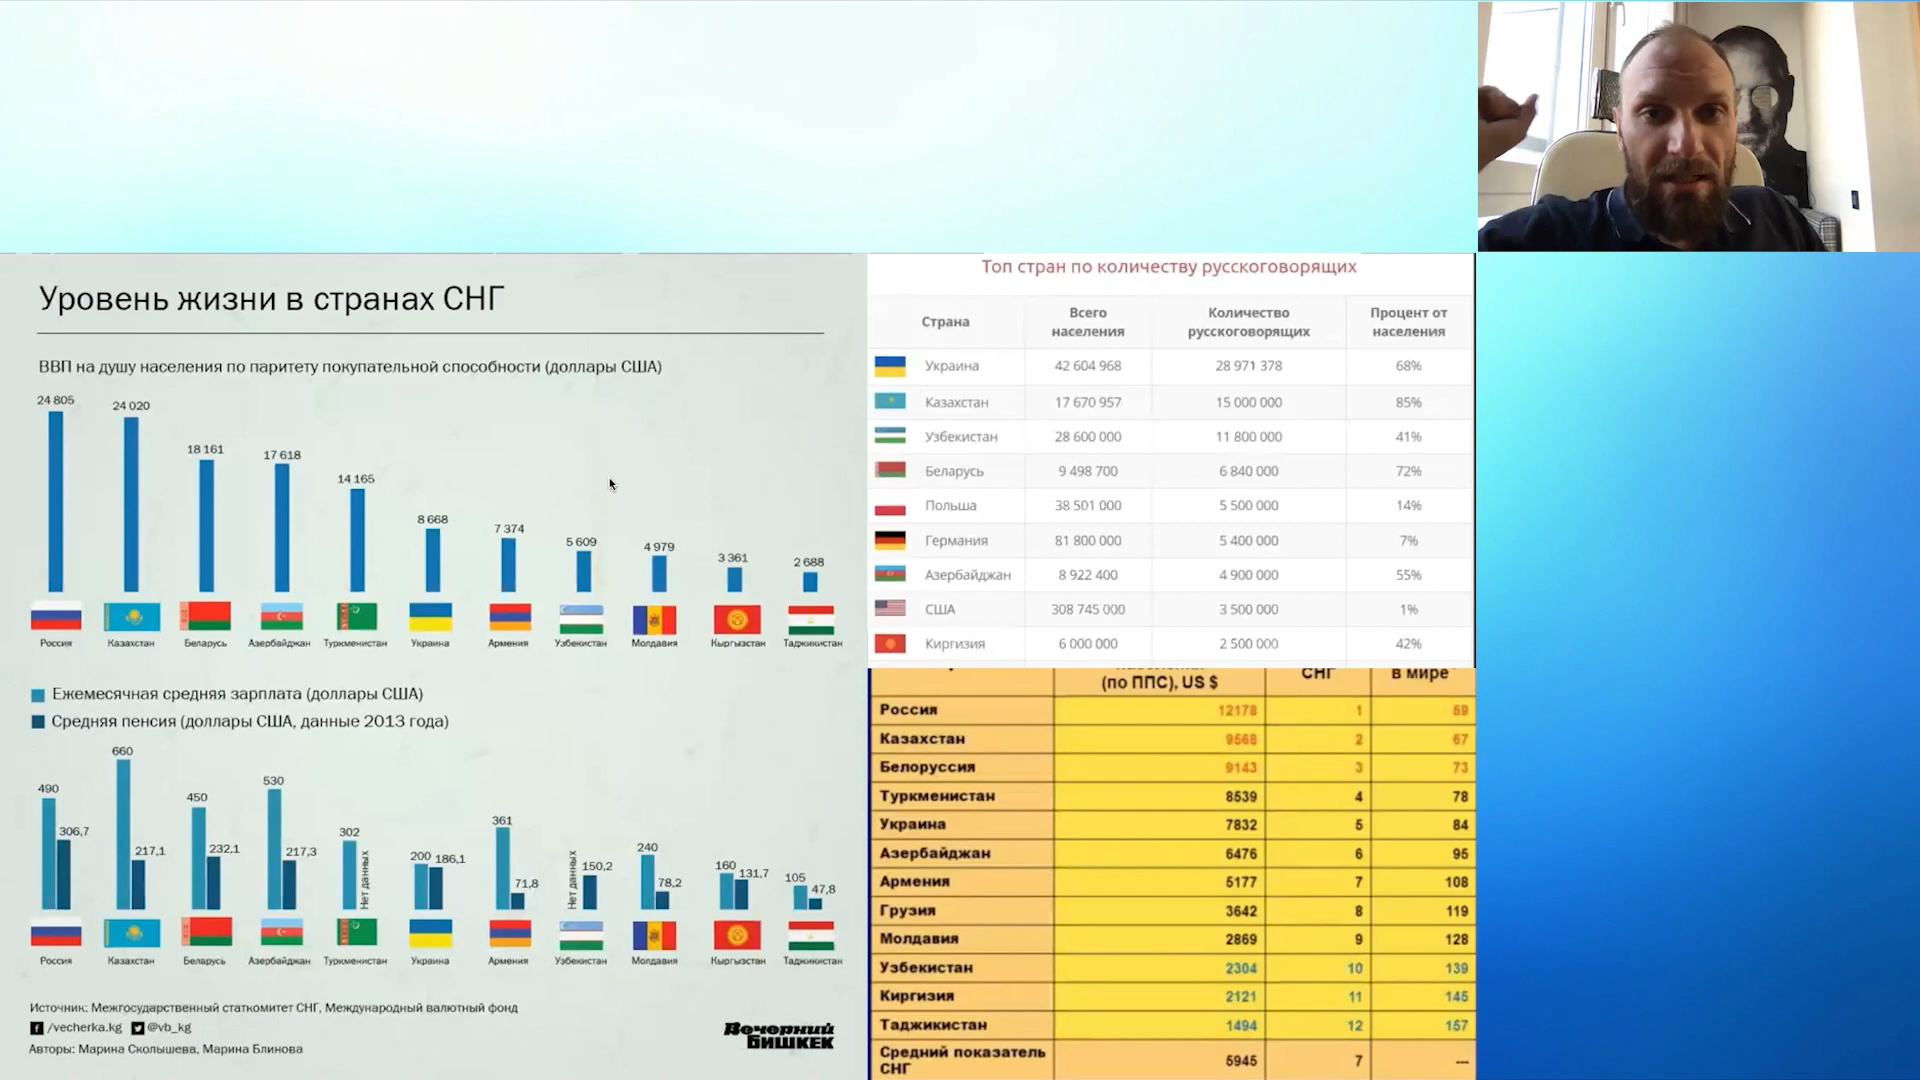 Уровень жизни в странах СНГ
ВВП на душу населения по паритету покупательной способности (доллары США)
24 805 24 020 18 161 17 618 14 165 8 668 7 374 5 609 4 979 3 361 2 688
Россия Казахстан Беларусь Азербайджан Туркменистан Украина Армения Узбекистан Молдавия Кыргызстан Таджикистан
Ежемесячная средняя зарплата (доллары США)
Средняя пенсия (доллары США, данные 2013 года)
490 306,7 660 217,1 450 232,1 530 217,3 302 Нет данных 200 186,1 361 71,8 Нет данных 150,2 240 78,2 160 131,7 105 47,8
Россия Казахстан Беларусь Азербайджан Туркменистан Украина Армения Узбекистан Молдавия Кыргызстан Таджикистан
Источник: Межгосударственный статкомитет СНГ, Международный валютный фонд
/vecherka.kg @vb_kg
Авторы: Марина Сколышева, Марина Блинова
Вечерний
БИШКЕК
Топ стран по количеству русскоговорящих
Страна Всего населения Количество русскоговорящих Процент от населения
Украина 42 604 968 28 971 378 68%
Казахстан 17 670 957 15 000 000 85%
Узбекистан 28 600 000 11 800 000 41%
Беларусь 9 498 700 6 840 000 72%
Польша 38 501 000 5 500 000 14%
Германия 81 800 000 5 400 000 7%
Азербайджан 8 922 400 4 900 000 55%
США 308 745 000 3 500 000 1%
Киргизия 6 000 000 2 500 000 42%
(по ППС), US $ СНГ в мире
Россия 12178 1 59
Казахстан 9568 2 67
Белоруссия 9143 3 73
Туркменистан 8539 4 78
Украина 7832 5 84
Азербайджан 6476 6 95
Армения 5177 7 108
Грузия 3642 8 119
Молдавия 2869 9 128
Узбекистан 2304 10 139
Киргизия 2121 11 145
Таджикистан 1494 12 157
Средний показатель СНГ 5945 7 ---